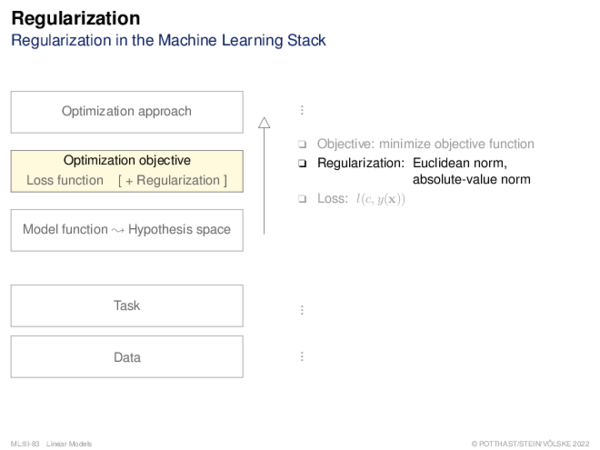 Regularization
Regularization in the Machine Learning Stack
Optimization approach
⋮
Optimization objective
Loss function [ + Regularization ]
❑ Objective: minimize objective function
❑ Regularization: Euclidean norm,
absolute-value norm
❑ Loss: l(c, y(x))
Model function ⤳ Hypothesis space
Task
⋮
Data
⋮
ML:III-83 Linear Models
© POTTHAST/STEIN/VÖLSKE 2022